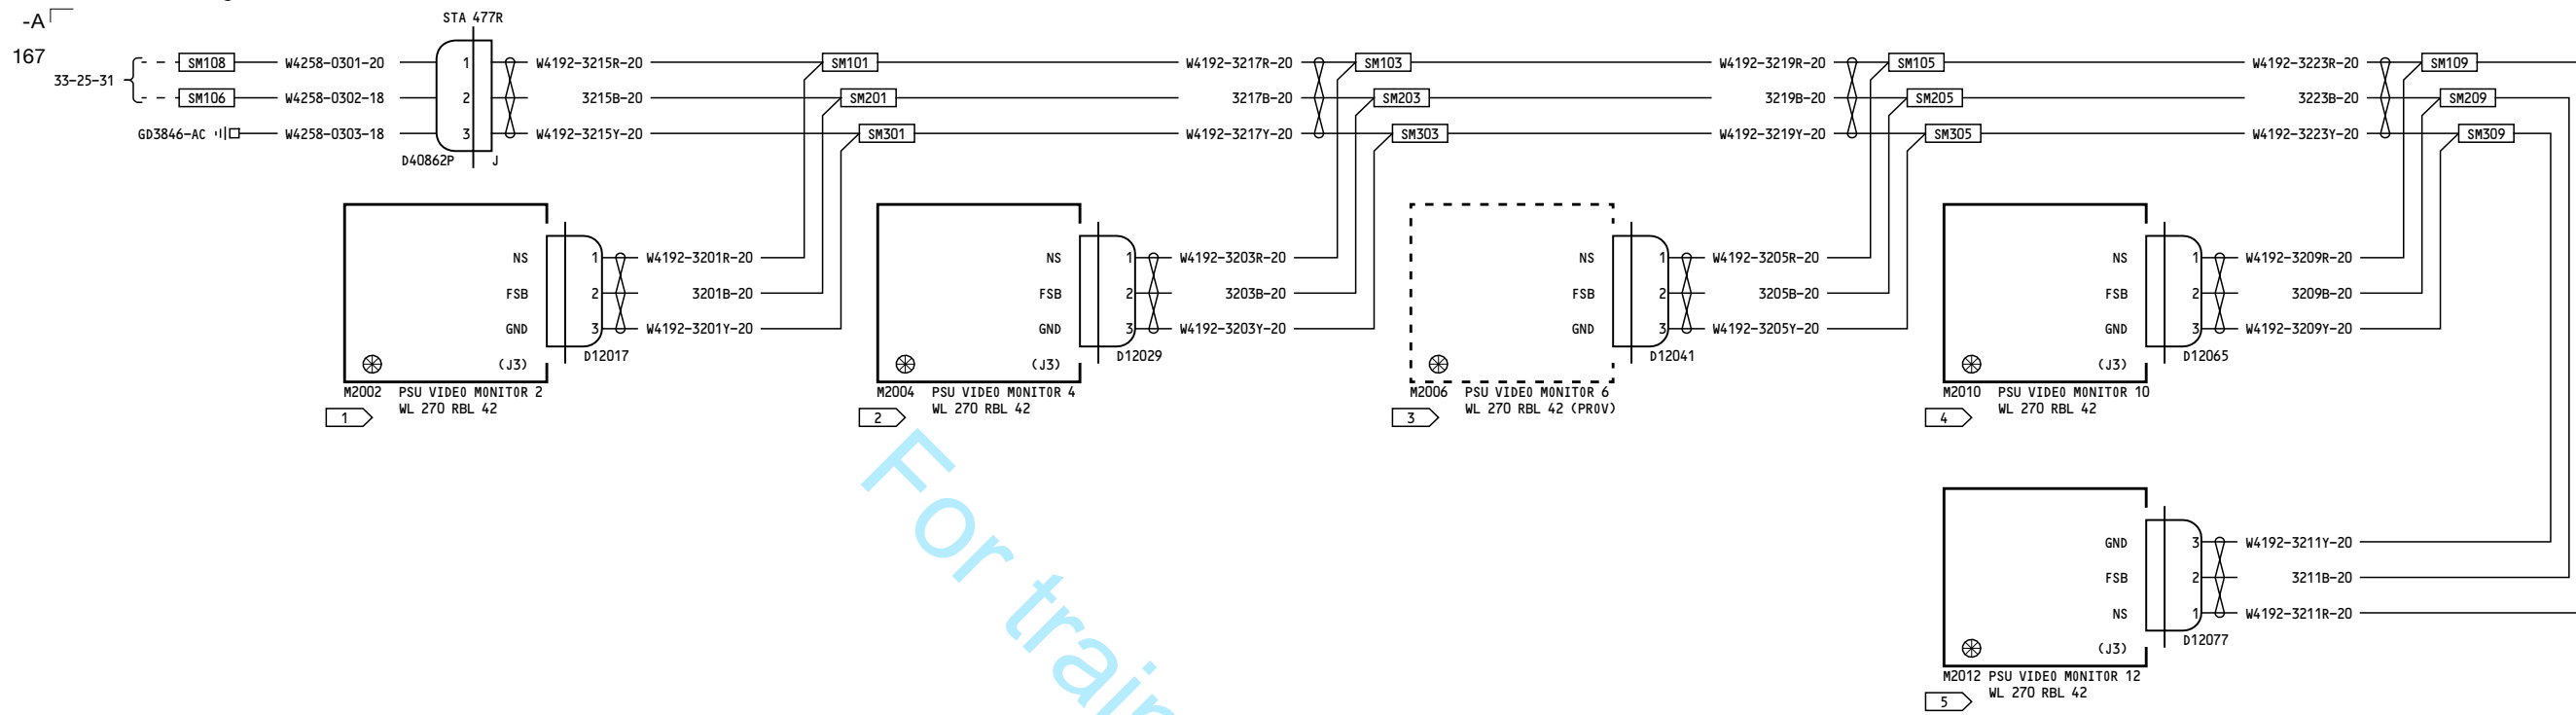 -A
STA 477R
167
33-25-31
SM108 W4258-0301-20 1 W4192-3215R-20 SM101 W4192-3217R-20 SM103 W4192-3219R-20 SM105 W4192-3223R-20 SM109
SM106 W4258-0302-18 2 3215B-20 SM201 3217B-20 SM203 3219B-20 SM205 3223B-20 SM209
GD3846-AC W4258-0303-18 3 W4192-3215Y-20 SM301 W4192-3217Y-20 SM303 W4192-3219Y-20 SM305 W4192-3223Y-20 SM309
D40862P J
NS 1 W4192-3201R-20 NS 1 W4192-3203R-20 NS 1 W4192-3205R-20 NS 1 W4192-3209R-20
FSB 2 3201B-20 FSB 2 3203B-20 FSB 2 3205B-20 FSB 2 3209B-20
GND 3 W4192-3201Y-20 GND 3 W4192-3203Y-20 GND 3 W4192-3205Y-20 GND 3 W4192-3209Y-20
D12017 D12029 D12041 D12065
(J3) (J3) (J3)
M2002 PSU VIDEO MONITOR 2 M2004 PSU VIDEO MONITOR 4 M2006 PSU VIDEO MONITOR 6 M2010 PSU VIDEO MONITOR 10
WL 270 RBL 42 WL 270 RBL 42 WL 270 RBL 42 (PROV) WL 270 RBL 42
1 2 3 4
For train
GND 3 W4192-3211Y-20
FSB 2 3211B-20
NS 1 W4192-3211R-20
D12077
(J3)
M2012 PSU VIDEO MONITOR 12
WL 270 RBL 42
5